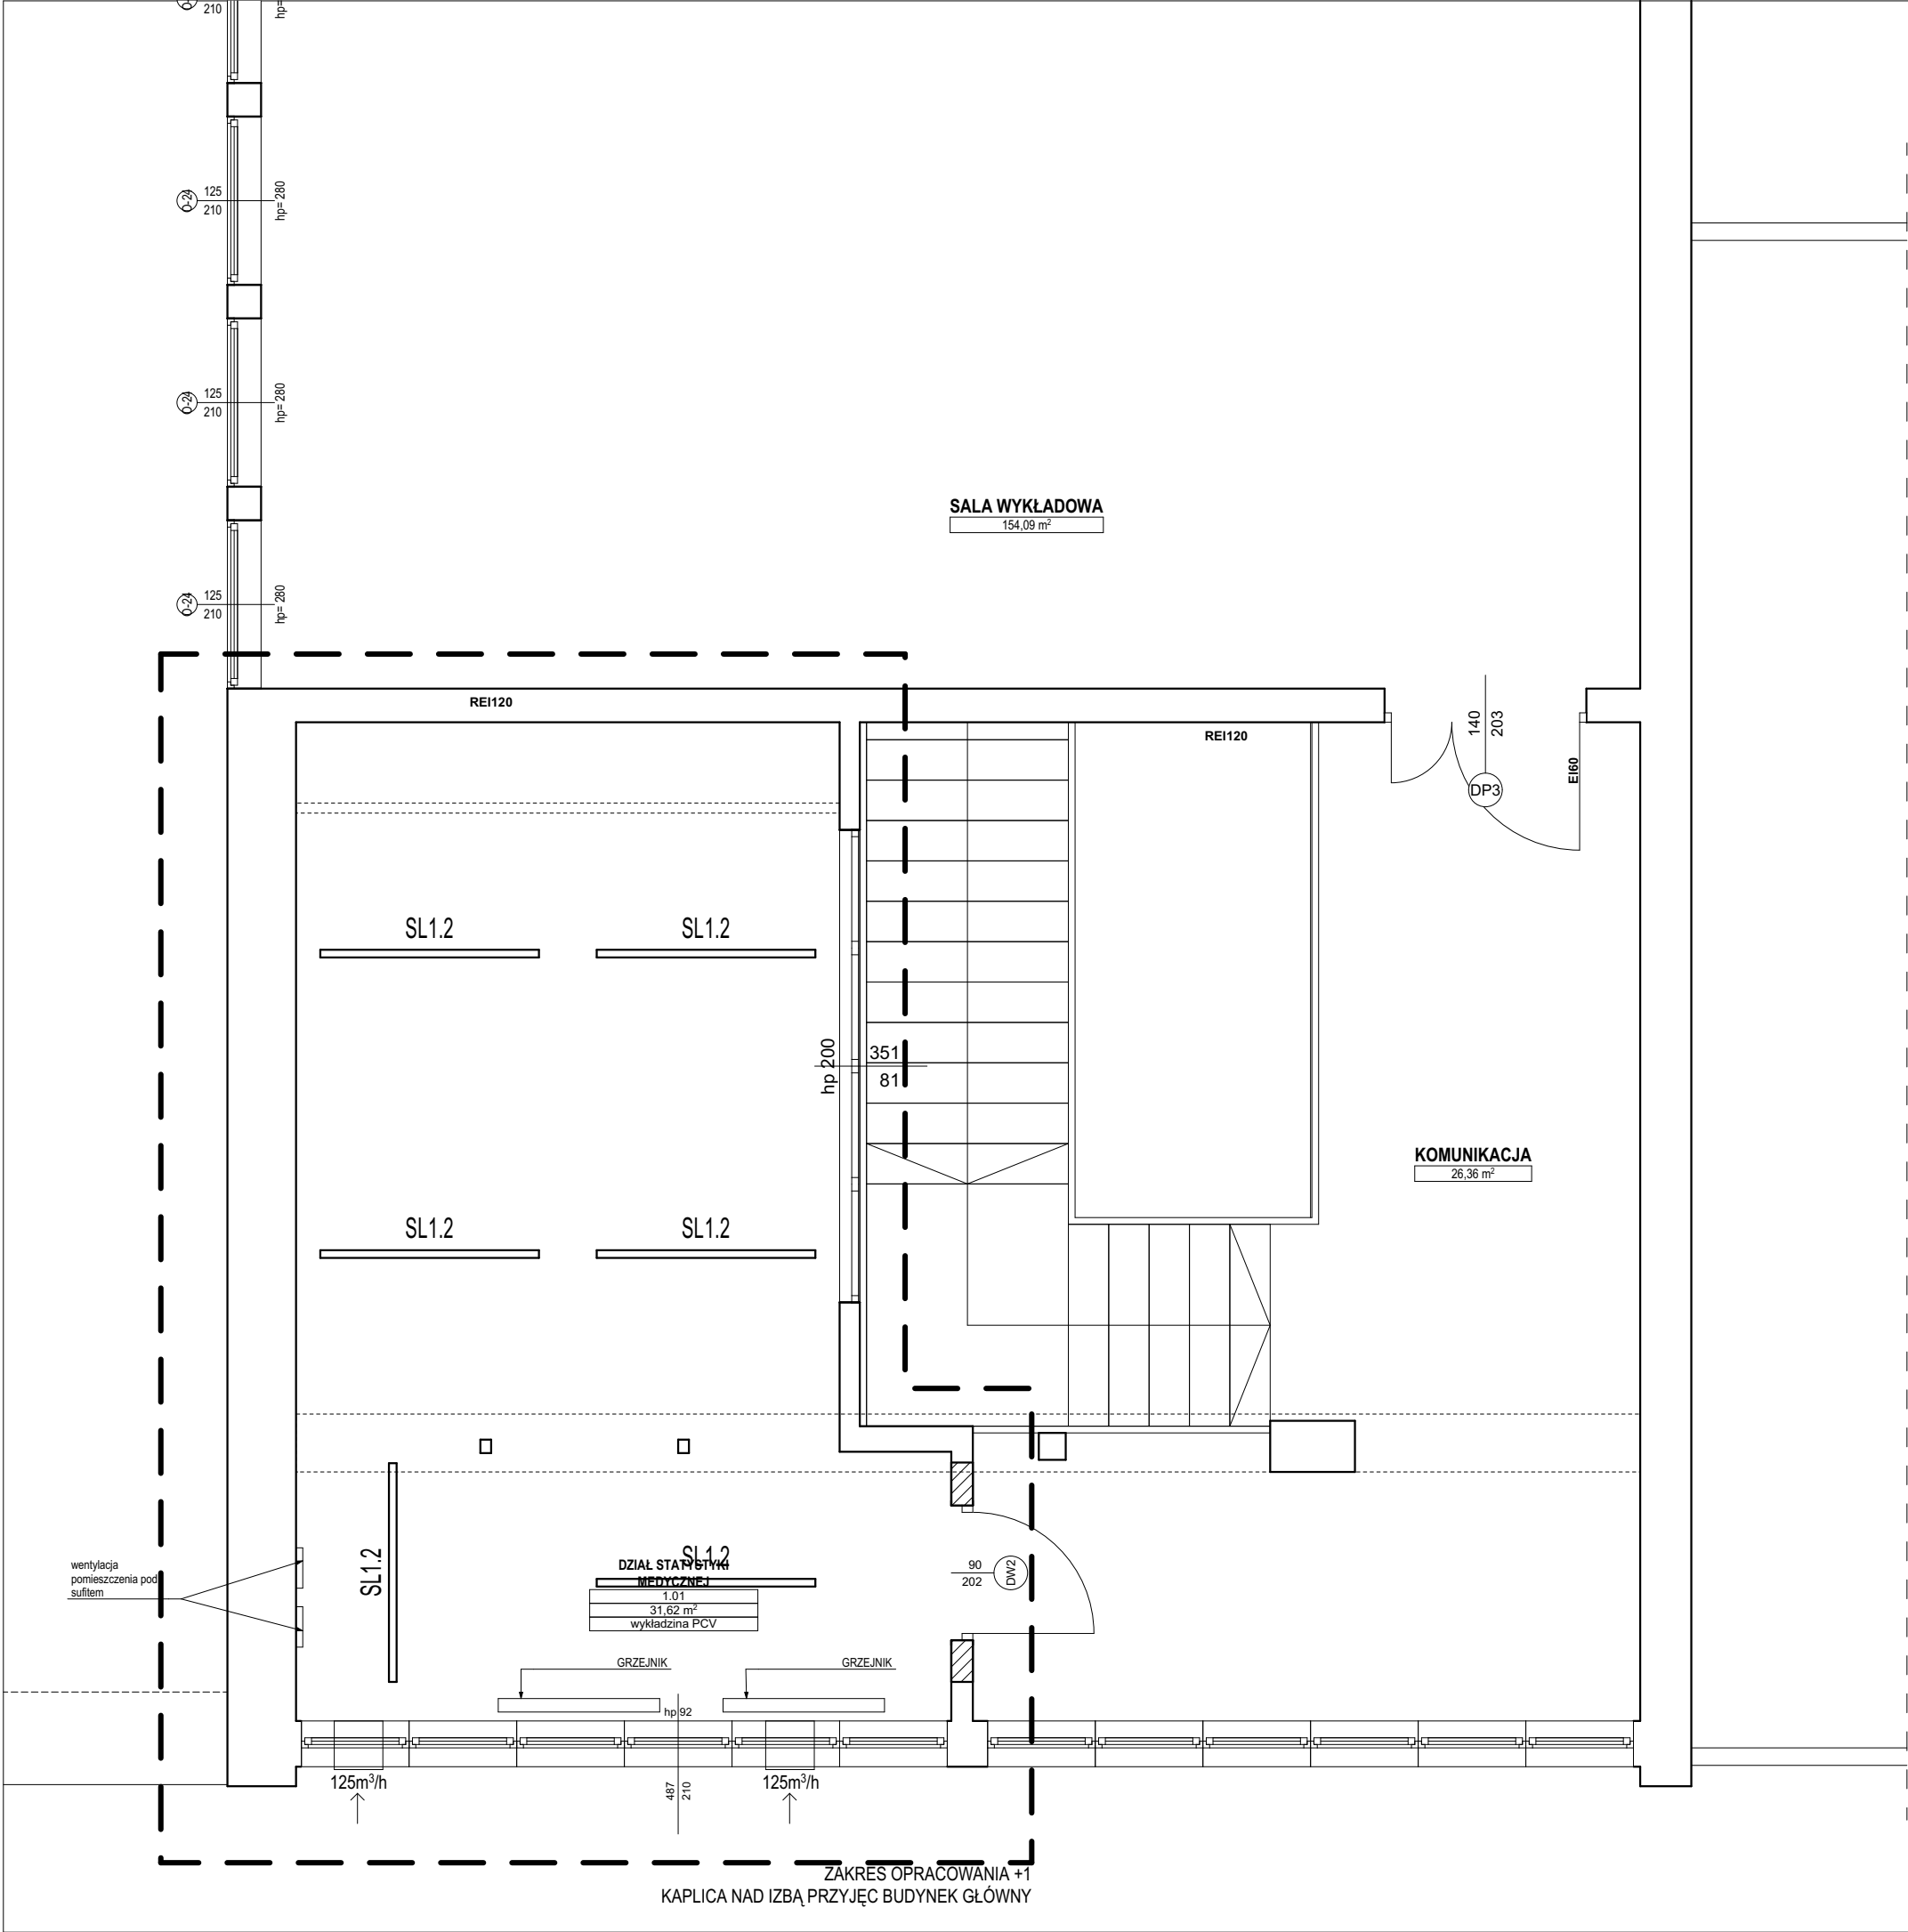 O-24
210
hp=
O-24
125
210
hp= 280
O-24
125
210
hp= 280
SALA WYKŁADOWA
154,09 m²
O-24
125
210
hp= 280
REI120
REI120
140
203
DP3
EI60
SL1.2
SL1.2
hp 200
351
81
KOMUNIKACJA
26,36 m²
SL1.2
SL1.2
wentylacja
pomieszczenia pod
sufitem
SL1.2
SL1.2
DZIAŁ STATYSTYKI
MEDYCZNEJ
1.01
31,62 m²
wykładzina PCV
90
202
DW2
GRZEJNIK
GRZEJNIK
hp 92
125m³/h
487
210
125m³/h
ZAKRES OPRACOWANIA +1
KAPLICA NAD IZBĄ PRZYJĘC BUDYNEK GŁÓWNY